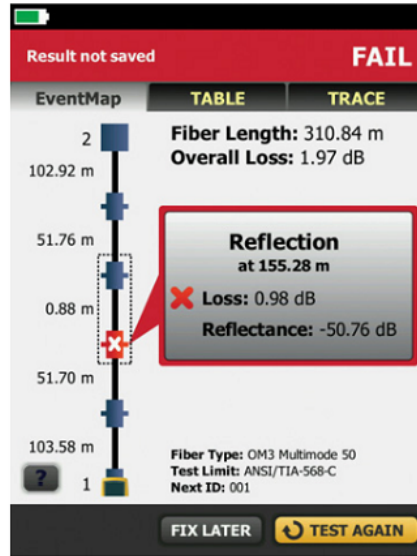 Result not saved
FAIL
EventMap
TABLE
TRACE
2
Fiber Length: 310.84 m
Overall Loss: 1.97 dB
102.92 m
51.76 m
Reflection
at 155.28 m
Loss: 0.98 dB
0.88 m
Reflectance: -50.76 dB
51.70 m
103.58 m
Fiber Type: OM3 Multimode 50
Test Limit: ANSI/TIA-568-C
Next ID: 001
?
1
FIX LATER
TEST AGAIN